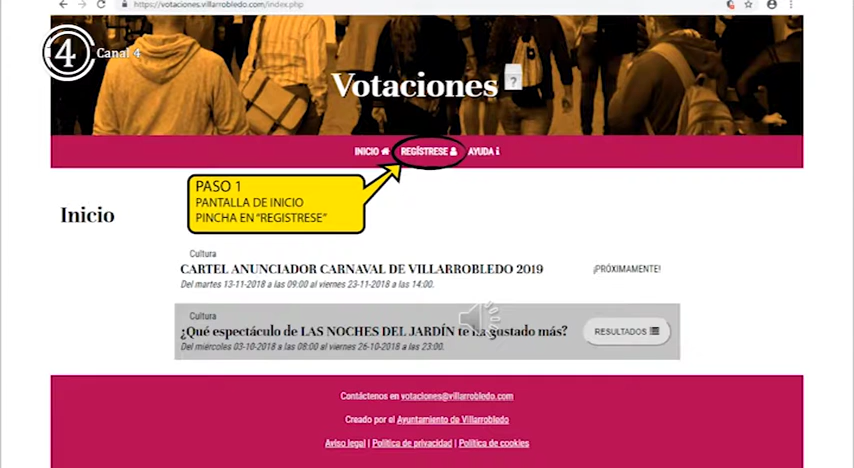 https://votaciones.villarrobledo.com/index.php
4 Canal 4
Votaciones ?
INICIO REGÍSTRESE AYUDA
PASO 1
PANTALLA DE INICIO
PINCHA EN "REGISTRESE"
Inicio
Cultura
CARTEL ANUNCIADOR CARNAVAL DE VILLARROBLEDO 2019
¡PRÓXIMAMENTE!
Del martes 13-11-2018 a las 09:00 al viernes 23-11-2018 a las 14:00.
Cultura
¿Qué espectáculo de LAS NOCHES DEL JARDÍN te ha gustado más?
RESULTADOS
Del miércoles 03-10-2018 a las 08:00 al viernes 26-10-2018 a las 23:00.
Contáctenos en votaciones@villarrobledo.com
Creado por el Ayuntamiento de Villarrobledo
Aviso legal | Política de privacidad | Política de cookies